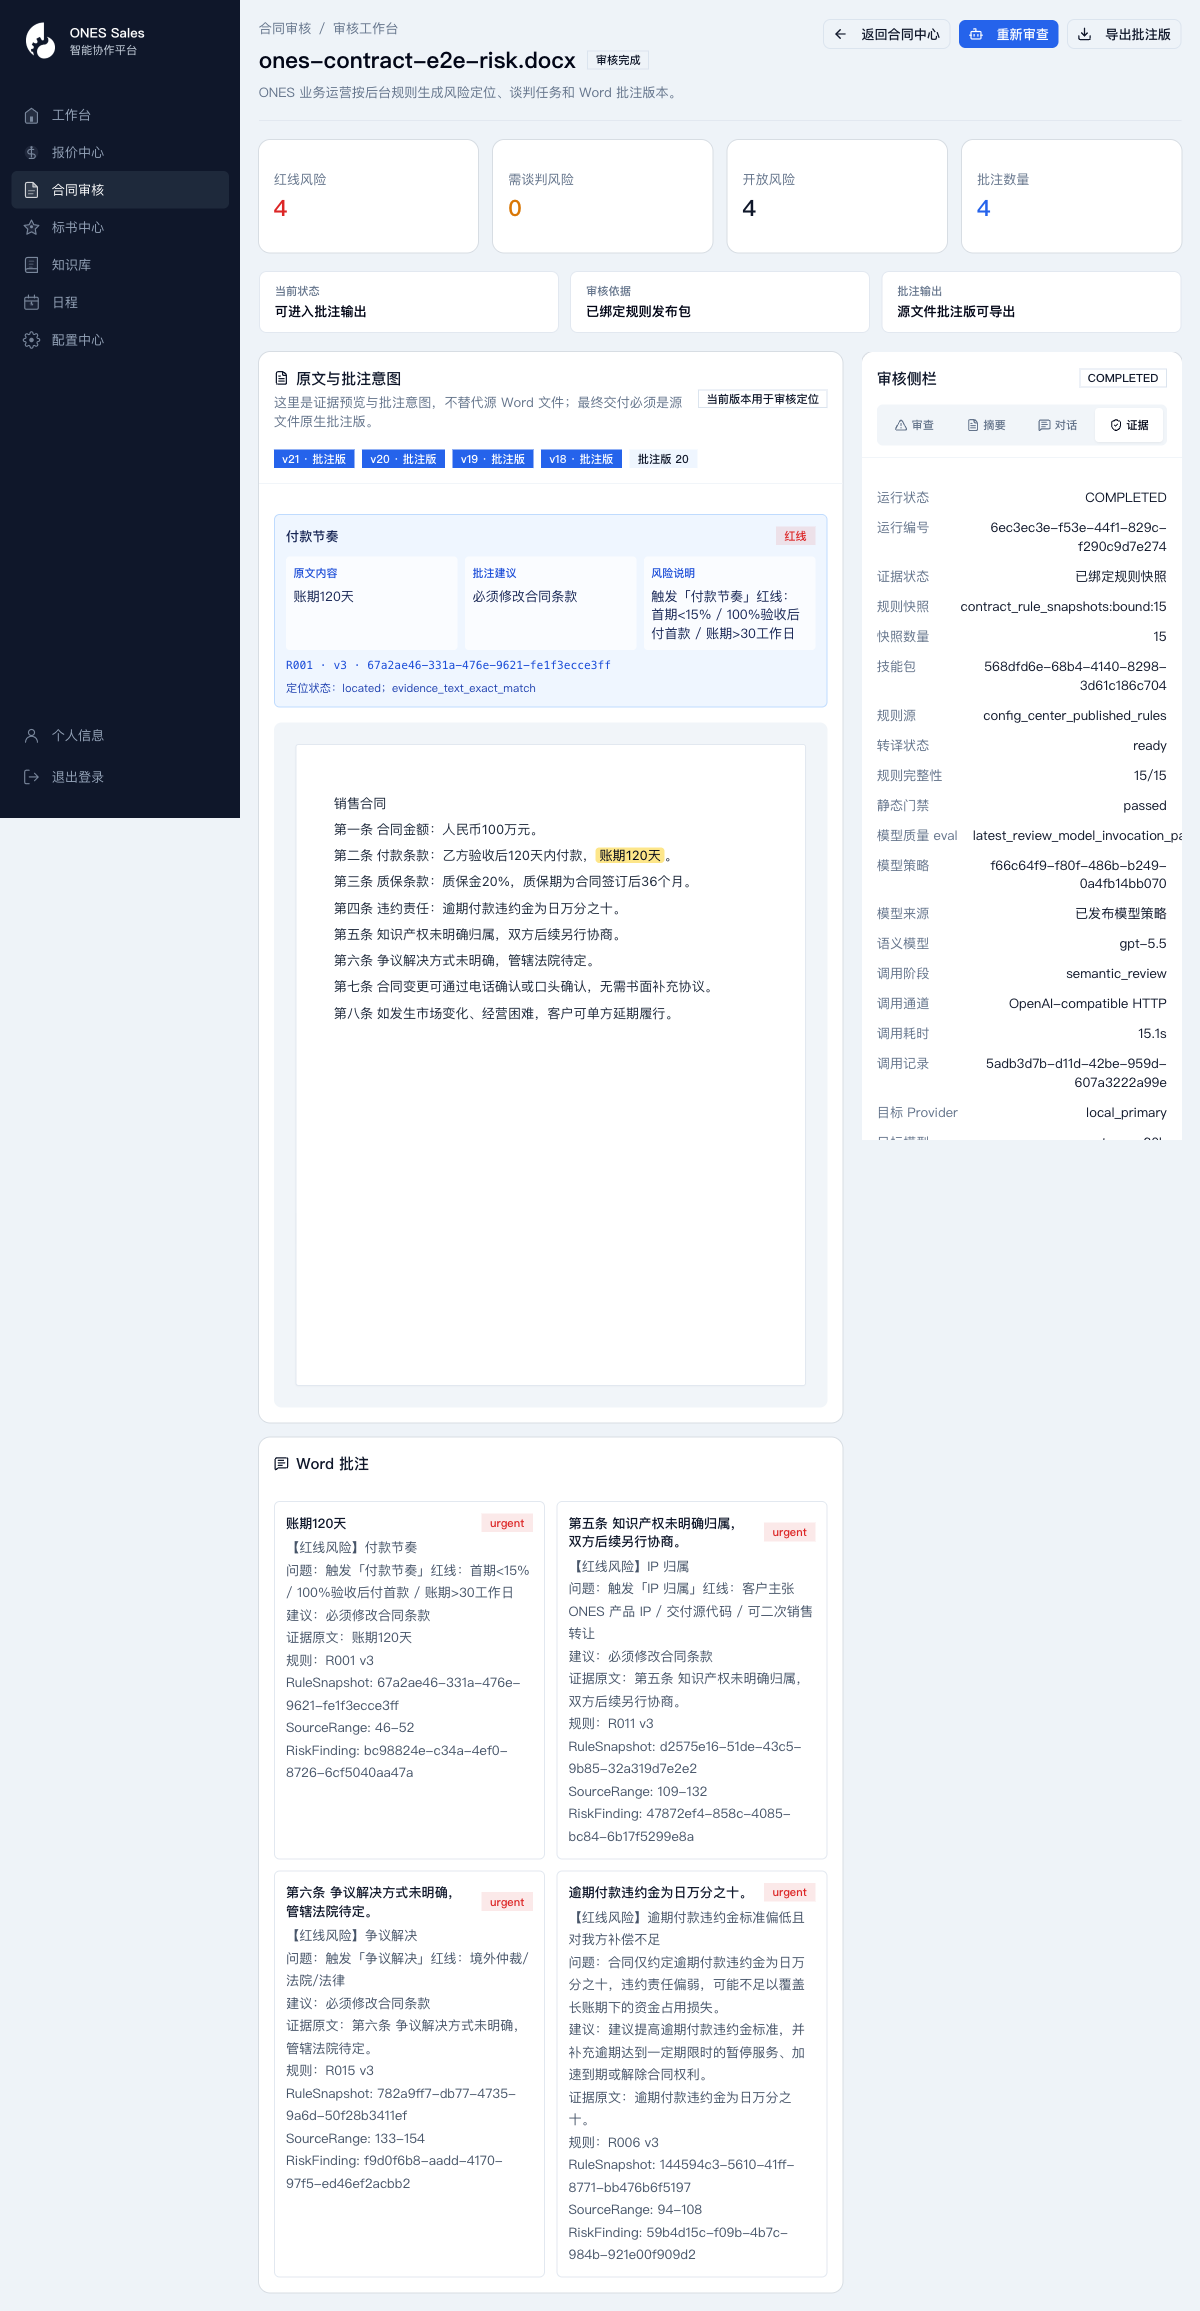 ONES Sales
智能协作平台
工作台
报价中心
合同审核
标书中心
知识库
日程
配置中心
个人信息
退出登录
合同审核 / 审核工作台
返回合同中心
重新审查
导出批注版
ones-contract-e2e-risk.docx
审核完成
ONES 业务运营按后台规则生成风险定位、谈判任务和 Word 批注版本。
红线风险
4
需谈判风险
0
开放风险
4
批注数量
4
当前状态
可进入批注输出
审核依据
已绑定规则发布包
批注输出
源文件批注版可导出
原文与批注意图
这里是证据预览与批注意图，不替代源 Word 文件；最终交付必须是源
文件原生批注版。
当前版本用于审核定位
v21 · 批注版
v20 · 批注版
v19 · 批注版
v18 · 批注版
批注版 20
付款节奏
红线
原文内容
账期120天
批注建议
必须修改合同条款
风险说明
触发「付款节奏」红线：
首期<15% / 100%验收后
付首款 / 账期>30工作日
R001 · v3 · 67a2ae46-331a-476e-9621-fe1f3ecce3ff
定位状态：located；evidence_text_exact_match
销售合同
第一条 合同金额：人民币100万元。
第二条 付款条款：乙方验收后120天内付款，账期120天。
第三条 质保条款：质保金20%，质保期为合同签订后36个月。
第四条 违约责任：逾期付款违约金为日万分之十。
第五条 知识产权未明确归属，双方后续另行协商。
第六条 争议解决方式未明确，管辖法院待定。
第七条 合同变更可通过电话确认或口头确认，无需书面补充协议。
第八条 如发生市场变化、经营困难，客户可单方延期履行。
审核侧栏
COMPLETED
审查
摘要
对话
证据
运行状态
COMPLETED
运行编号
6ec3ec3e-f53e-44f1-829c-
f290c9d7e274
证据状态
已绑定规则快照
规则快照
contract_rule_snapshots:bound:15
快照数量
15
技能包
568dfd6e-68b4-4140-8298-
3d61c186c704
规则源
config_center_published_rules
转译状态
ready
规则完整性
15/15
静态门禁
passed
模型质量 eval
latest_review_model_invocation_pa
模型策略
f66c64f9-f80f-486b-b249-
0a4fb14bb070
模型来源
已发布模型策略
语义模型
gpt-5.5
调用阶段
semantic_review
调用通道
OpenAI-compatible HTTP
调用耗时
15.1s
调用记录
5adb3d7b-d11d-42be-959d-
607a3222a99e
目标 Provider
local_primary
Word 批注
账期120天
urgent
【红线风险】付款节奏
问题：触发「付款节奏」红线：首期<15%
/ 100%验收后付首款 / 账期>30工作日
建议：必须修改合同条款
证据原文：账期120天
规则：R001 v3
RuleSnapshot: 67a2ae46-331a-476e-
9621-fe1f3ecce3ff
SourceRange: 46-52
RiskFinding: bc98824e-c34a-4ef0-
8726-6cf5040aa47a
第五条 知识产权未明确归属，
双方后续另行协商。
urgent
【红线风险】IP 归属
问题：触发「IP 归属」红线：客户主张
ONES 产品 IP / 交付源代码 / 可二次销售
转让
建议：必须修改合同条款
证据原文：第五条 知识产权未明确归属，
双方后续另行协商。
规则：R011 v3
RuleSnapshot: d2575e16-51de-43c5-
9b85-32a319d7e2e2
SourceRange: 109-132
RiskFinding: 47872ef4-858c-4085-
bc84-6b17f5299e8a
第六条 争议解决方式未明确，
管辖法院待定。
urgent
【红线风险】争议解决
问题：触发「争议解决」红线：境外仲裁/
法院/法律
建议：必须修改合同条款
证据原文：第六条 争议解决方式未明确，
管辖法院待定。
规则：R015 v3
RuleSnapshot: 782a9ff7-db77-4735-
9a6d-50f28b3411ef
SourceRange: 133-154
RiskFinding: f9d0f6b8-aadd-4170-
97f5-ed46ef2acbb2
逾期付款违约金为日万分之十。
urgent
【红线风险】逾期付款违约金标准偏低且
对我方补偿不足
问题：合同仅约定逾期付款违约金为日万
分之十，违约责任偏弱，可能不足以覆盖
长账期下的资金占用损失。
建议：建议提高逾期付款违约金标准，并
补充逾期达到一定期限时的暂停服务、加
速到期或解除合同权利。
证据原文：逾期付款违约金为日万分之
十。
规则：R006 v3
RuleSnapshot: 144594c3-5610-41ff-
8771-bb476b6f5197
SourceRange: 94-108
RiskFinding: 59b4d15c-f09b-4b7c-
984b-921e00f909d2